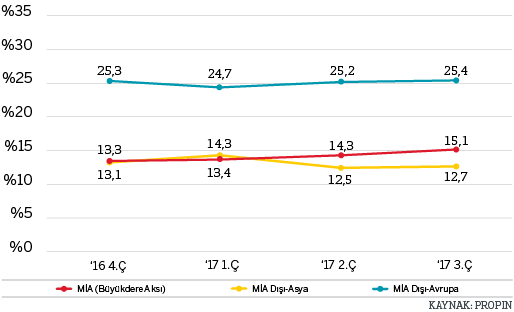 %35
%30
25,3 24,7 25,2 25,4
%25
%20
13,3 14,3 14,3 15,1
%15
13,1 13,4 12,5 12,7
%10
%5
%0
‘16 4.Ç ‘17 1.Ç ‘17 2.Ç ‘17 3.Ç
MİA (Büyükdere Aksı) MİA Dışı-Asya MİA Dışı-Avrupa
KAYNAK: PROPIN